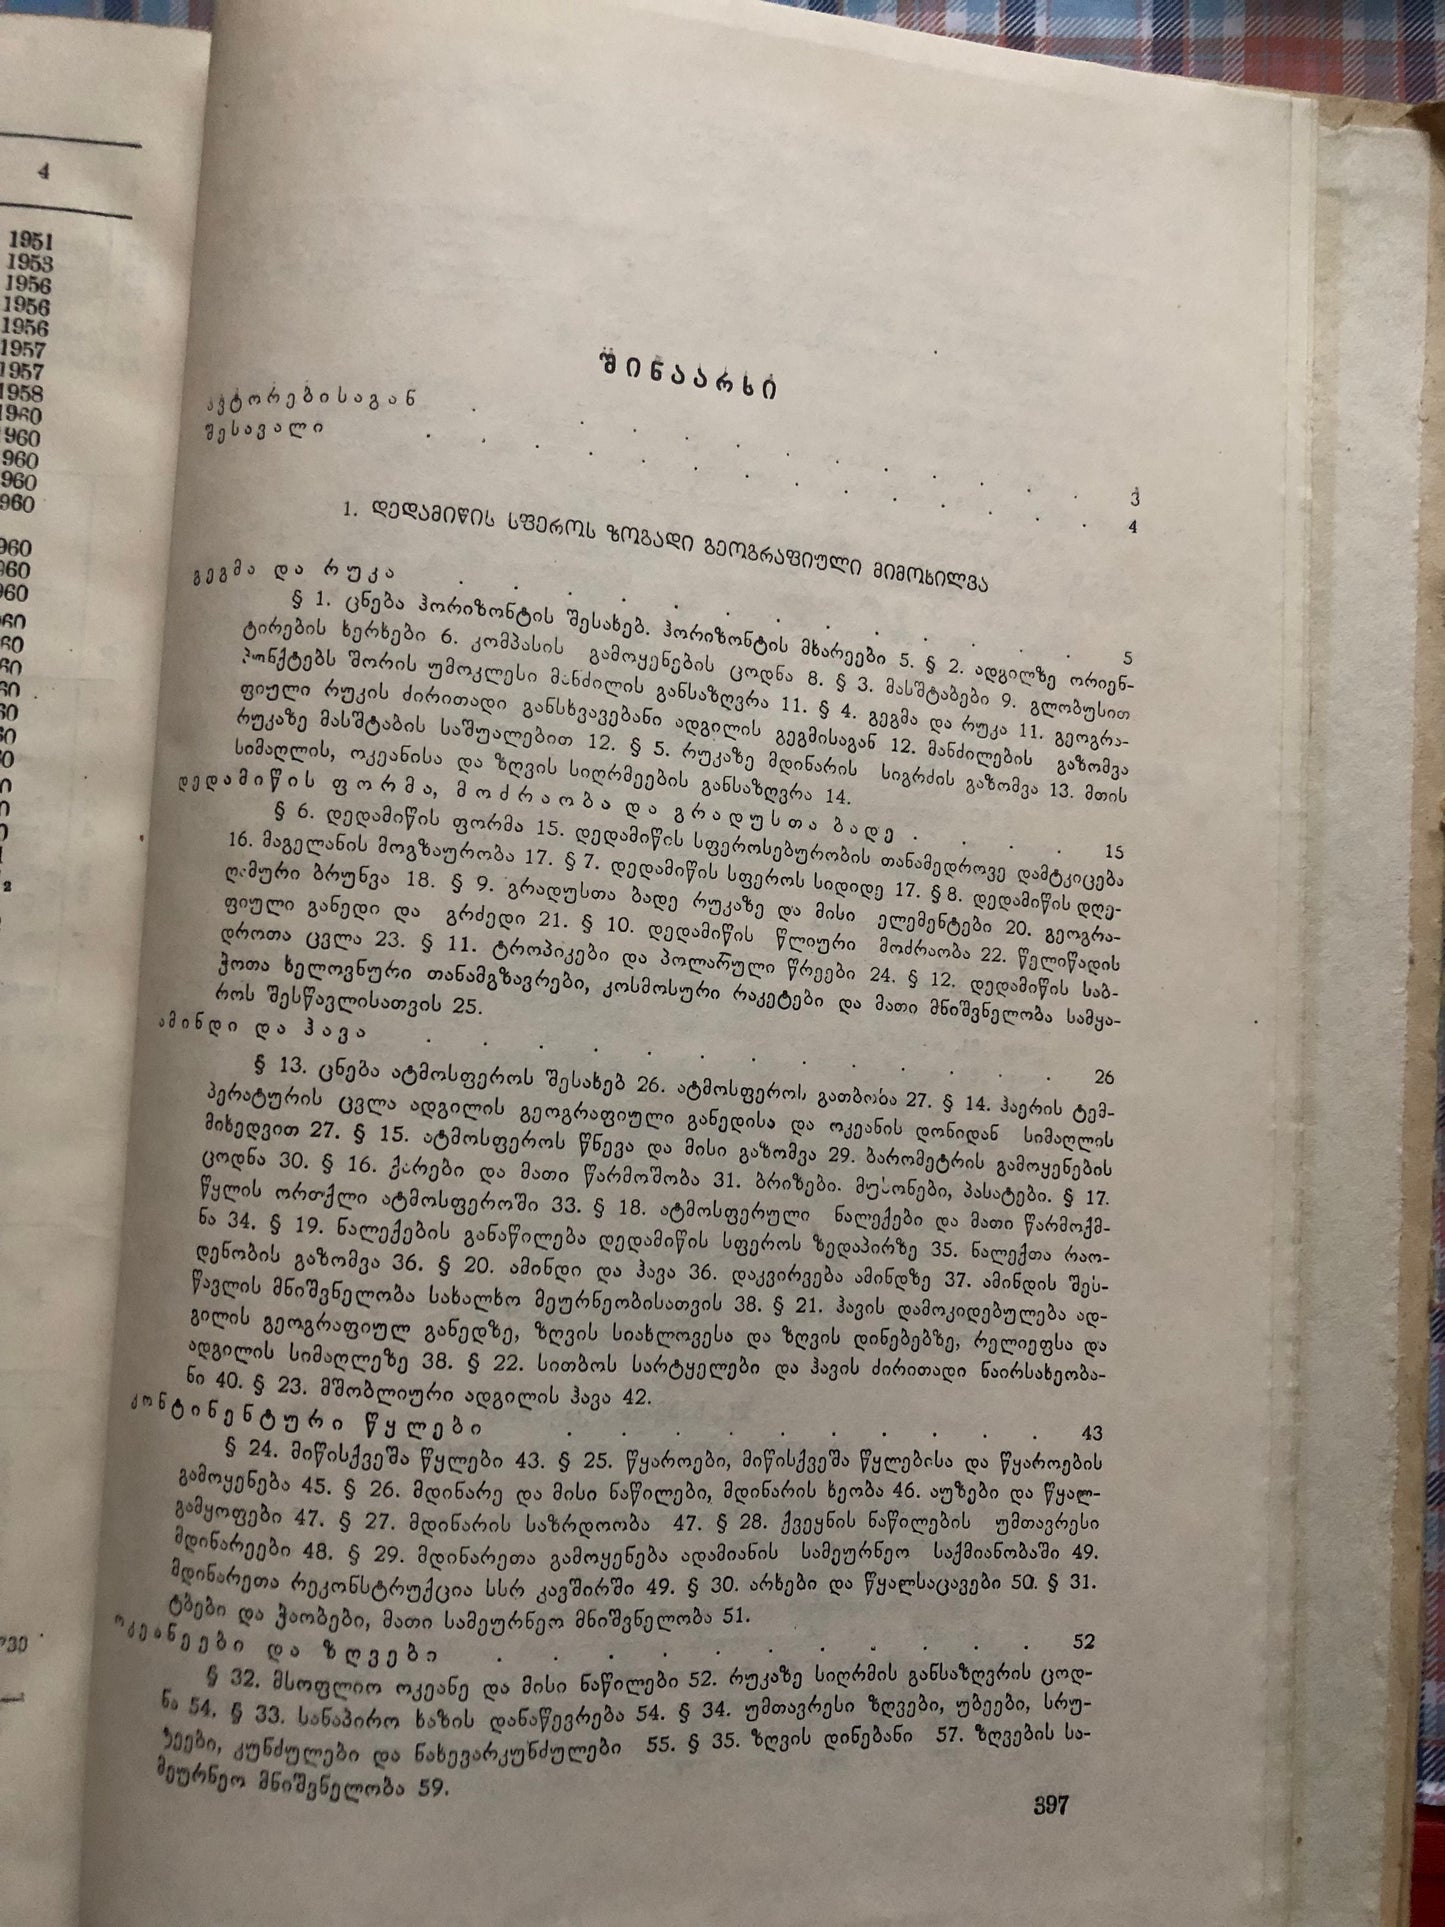 4
1951
1953
1956
1956
1956
1957
1957
1958
1960
1960
960
960
960
960
960
960
შინაარსი
ავტორებისაგან . . . . . . . . . . . . 3
შესავალი . . . . . . . . . . . . . 4
1. დედამიწის სფეროს ზოგადი გეოგრაფიული მიმოხილვა
გეგმა და რუკა . . . . . . . . . . . . 5
§ 1. ცნება ჰორიზონტის შესახებ. ჰორიზონტის მხარეები 5. § 2. ადგილზე ორიენ-
ტირების ხერხები 6. კომპასის გამოყენების ცოდნა 8. § 3. მასშტაბები 9. გლობუსით
პუნქტებს შორის უმოკლესი მანძილის განსაზღვრა 11. § 4. გეგმა და რუკა 11. გეოგრა-
ფიული რუკის ძირითადი განსხვავებანი ადგილის გეგმისაგან 12. მანძილების გაზომვა
რუკაზე მასშტაბის საშუალებით 12. § 5. რუკაზე მდინარის სიგრძის გაზომვა 13. მთის
სიმაღლის, ოკეანისა და ზღვის სიღრმეების განსაზღვრა 14.
დედამიწის ფორმა, მოძრაობა და გრადუსთა ბადე . . . . 15
§ 6. დედამიწის ფორმა 15. დედამიწის სფეროსებურობის თანამედროვე დამტკიცება
16. მაგელანის მოგზაურობა 17. § 7. დედამიწის სფეროს სიდიდე 17. § 8. დედამიწის დღე-
ღამური ბრუნვა 18. § 9. გრადუსთა ბადე რუკაზე და მისი ელემენტები 20. გეოგრა-
ფიული განედი და გრძედი 21. § 10. დედამიწის წლიური მოძრაობა 22. წელიწადის
დროთა ცვლა 23. § 11. ტროპიკები და პოლარული წრეები 24. § 12. დედამიწის საბ-
ჭოთა ხელოვნური თანამგზავრები, კოსმოსური რაკეტები და მათი მნიშვნელობა სამყა-
როს შესწავლისათვის 25.
ამინდი და ჰავა . . . . . . . . . . . . 26
§ 13. ცნება ატმოსფეროს შესახებ 26. ატმოსფეროს გათბობა 27. § 14. ჰაერის ტემ-
პერატურის ცვლა ადგილის გეოგრაფიული განედისა და ოკეანის დონიდან სიმაღლის
მიხედვით 27. § 15. ატმოსფეროს წნევა და მისი გაზომვა 29. ბარომეტრის გამოყენების
ცოდნა 30. § 16. ქარები და მათი წარმოშობა 31. ბრიზები. მუსონები, პასატები. § 17.
წყლის ორთქლი ატმოსფეროში 33. § 18. ატმოსფერული ნალექები და მათი წარმოქმ-
ნა 34. § 19. ნალექების განაწილება დედამიწის სფეროს ზედაპირზე 35. ნალექთა რაო-
დენობის გაზომვა 36. § 20. ამინდი და ჰავა 36. დაკვირვება ამინდზე 37. ამინდის შეს-
წავლის მნიშვნელობა სახალხო მეურნეობისათვის 38. § 21. ჰავის დამოკიდებულება ად-
გილის გეოგრაფიულ განედზე, ზღვის სიახლოვესა და ზღვის დინებებზე, რელიეფსა და
ადგილის სიმაღლეზე 38. § 22. სითბოს სარტყელები და ჰავის ძირითადი ნაირსახეობა-
ნი 40. § 23. მშობლიური ადგილის ჰავა 42.
კონტინენტური წყლები . . . . . . . . . . 43
§ 24. მიწისქვეშა წყლები 43. § 25. წყაროები, მიწისქვეშა წყლებისა და წყაროების
გამოყენება 45. § 26. მდინარე და მისი ნაწილები, მდინარის ხეობა 46. აუზები და წყალ-
გამყოფები 47. § 27. მდინარის საზრდოობა 47. § 28. ქვეყნის ნაწილების უმთავრესი
მდინარეები 48. § 29. მდინარეთა გამოყენება ადამიანის სამეურნეო საქმიანობაში 49.
მდინარეთა რეკონსტრუქცია სსრ კავშირში 49. § 30. არხები და წყალსაცავები 50. § 31.
ტბები და ჭაობები, მათი სამეურნეო მნიშვნელობა 51.
ოკეანეები და ზღვები . . . . . . . . . . . 52
§ 32. მსოფლიო ოკეანე და მისი ნაწილები 52. რუკაზე სიღრმის განსაზღვრის ცოდ-
ნა 54. § 33. სანაპირო ხაზის დანაწევრება 54. § 34. უმთავრესი ზღვები, უბეები, სრუ-
ტეები, კუნძულები და ნახევარკუნძულები 55. § 35. ზღვის დინებანი 57. ზღვების სა-
მეურნეო მნიშვნელობა 59.
397